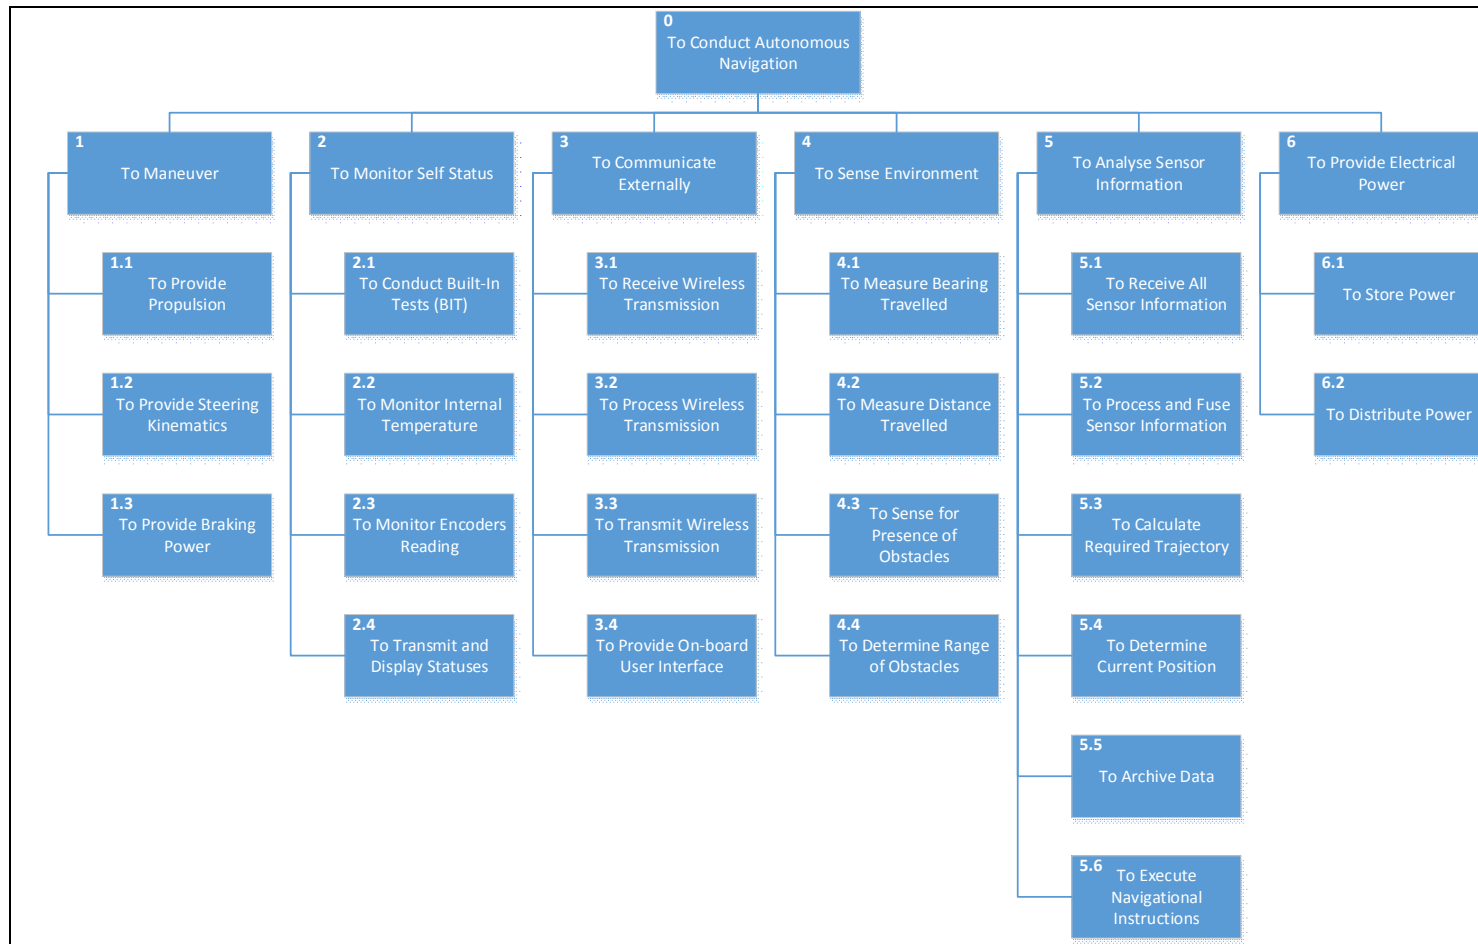 0
To Conduct Autonomous
Navigation
1
To Maneuver
2
To Monitor Self Status
3
To Communicate
Externally
4
To Sense Environment
5
To Analyse Sensor
Information
6
To Provide Electrical
Power
1.1
To Provide
Propulsion
2.1
To Conduct Built-In
Tests (BIT)
3.1
To Receive Wireless
Transmission
4.1
To Measure Bearing
Travelled
5.1
To Receive All
Sensor Information
6.1
To Store Power
1.2
To Provide Steering
Kinematics
2.2
To Monitor Internal
Temperature
3.2
To Process Wireless
Transmission
4.2
To Measure Distance
Travelled
5.2
To Process and Fuse
Sensor Information
6.2
To Distribute Power
1.3
To Provide Braking
Power
2.3
To Monitor Encoders
Reading
3.3
To Transmit Wireless
Transmission
4.3
To Sense for
Presence of
Obstacles
5.3
To Calculate
Required Trajectory
2.4
To Transmit and
Display Statuses
3.4
To Provide On-board
User Interface
4.4
To Determine Range
of Obstacles
5.4
To Determine
Current Position
5.5
To Archive Data
5.6
To Execute
Navigational
Instructions